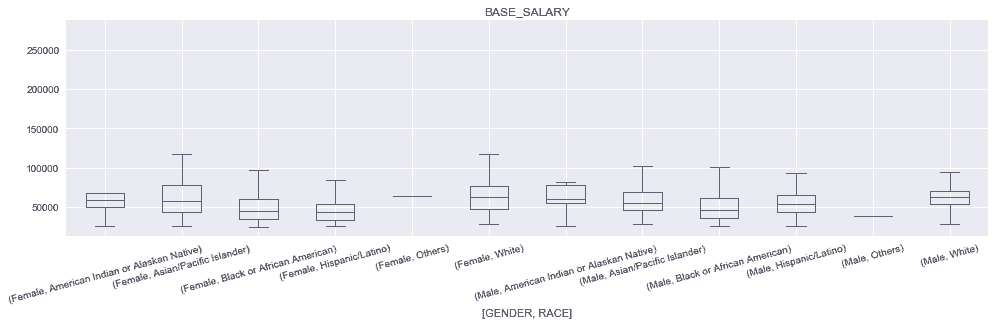 BASE_SALARY
250000
200000
150000
100000
50000
(Female, American Indian or Alaskan Native)
(Female, Asian/Pacific Islander)
(Female, Black or African American)
(Female, Hispanic/Latino)
(Female, Others)
(Female, White)
(Male, American Indian or Alaskan Native)
(Male, Asian/Pacific Islander)
(Male, Black or African American)
(Male, Hispanic/Latino)
(Male, Others)
(Male, White)
[GENDER, RACE]